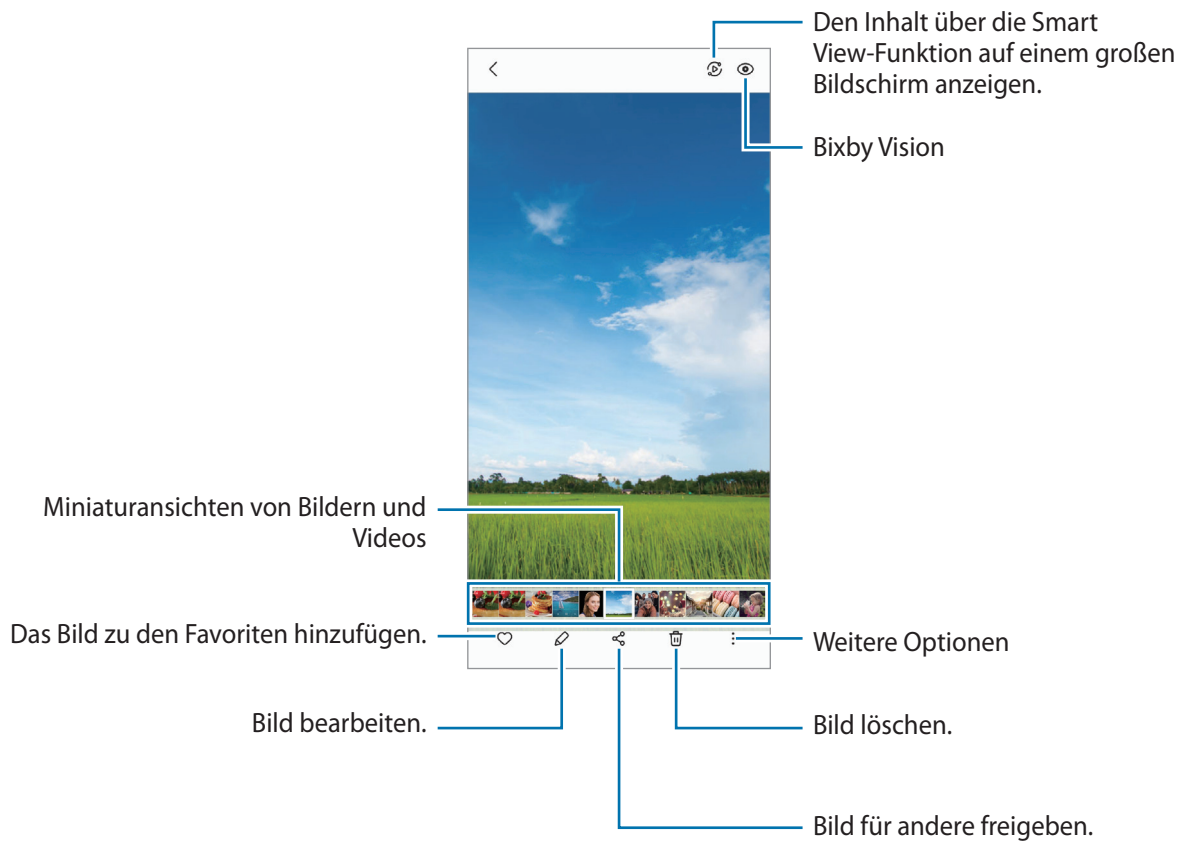 Den Inhalt über die Smart
View-Funktion auf einem großen
Bildschirm anzeigen.
Bixby Vision
Miniaturansichten von Bildern und
Videos
Das Bild zu den Favoriten hinzufügen.
Weitere Optionen
Bild bearbeiten.
Bild löschen.
Bild für andere freigeben.